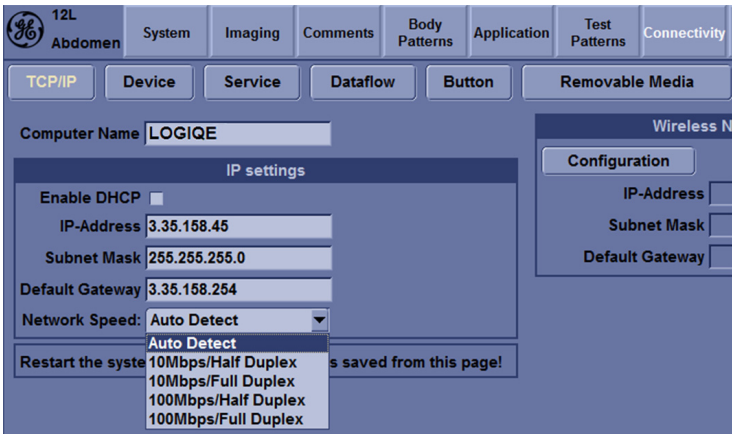 12L
Abdomen
System
Imaging
Comments
Body
Patterns
Application
Test
Patterns
Connectivity
TCP/IP
Device
Service
Dataflow
Button
Removable Media
Computer Name LOGIQE
IP settings
Enable DHCP
IP-Address 3.35.158.45
Subnet Mask 255.255.255.0
Default Gateway 3.35.158.254
Network Speed: Auto Detect
Auto Detect
10Mbps/Half Duplex
10Mbps/Full Duplex
100Mbps/Half Duplex
100Mbps/Full Duplex
Restart the syste s saved from this page!
Wireless N
Configuration
IP-Address
Subnet Mask
Default Gateway